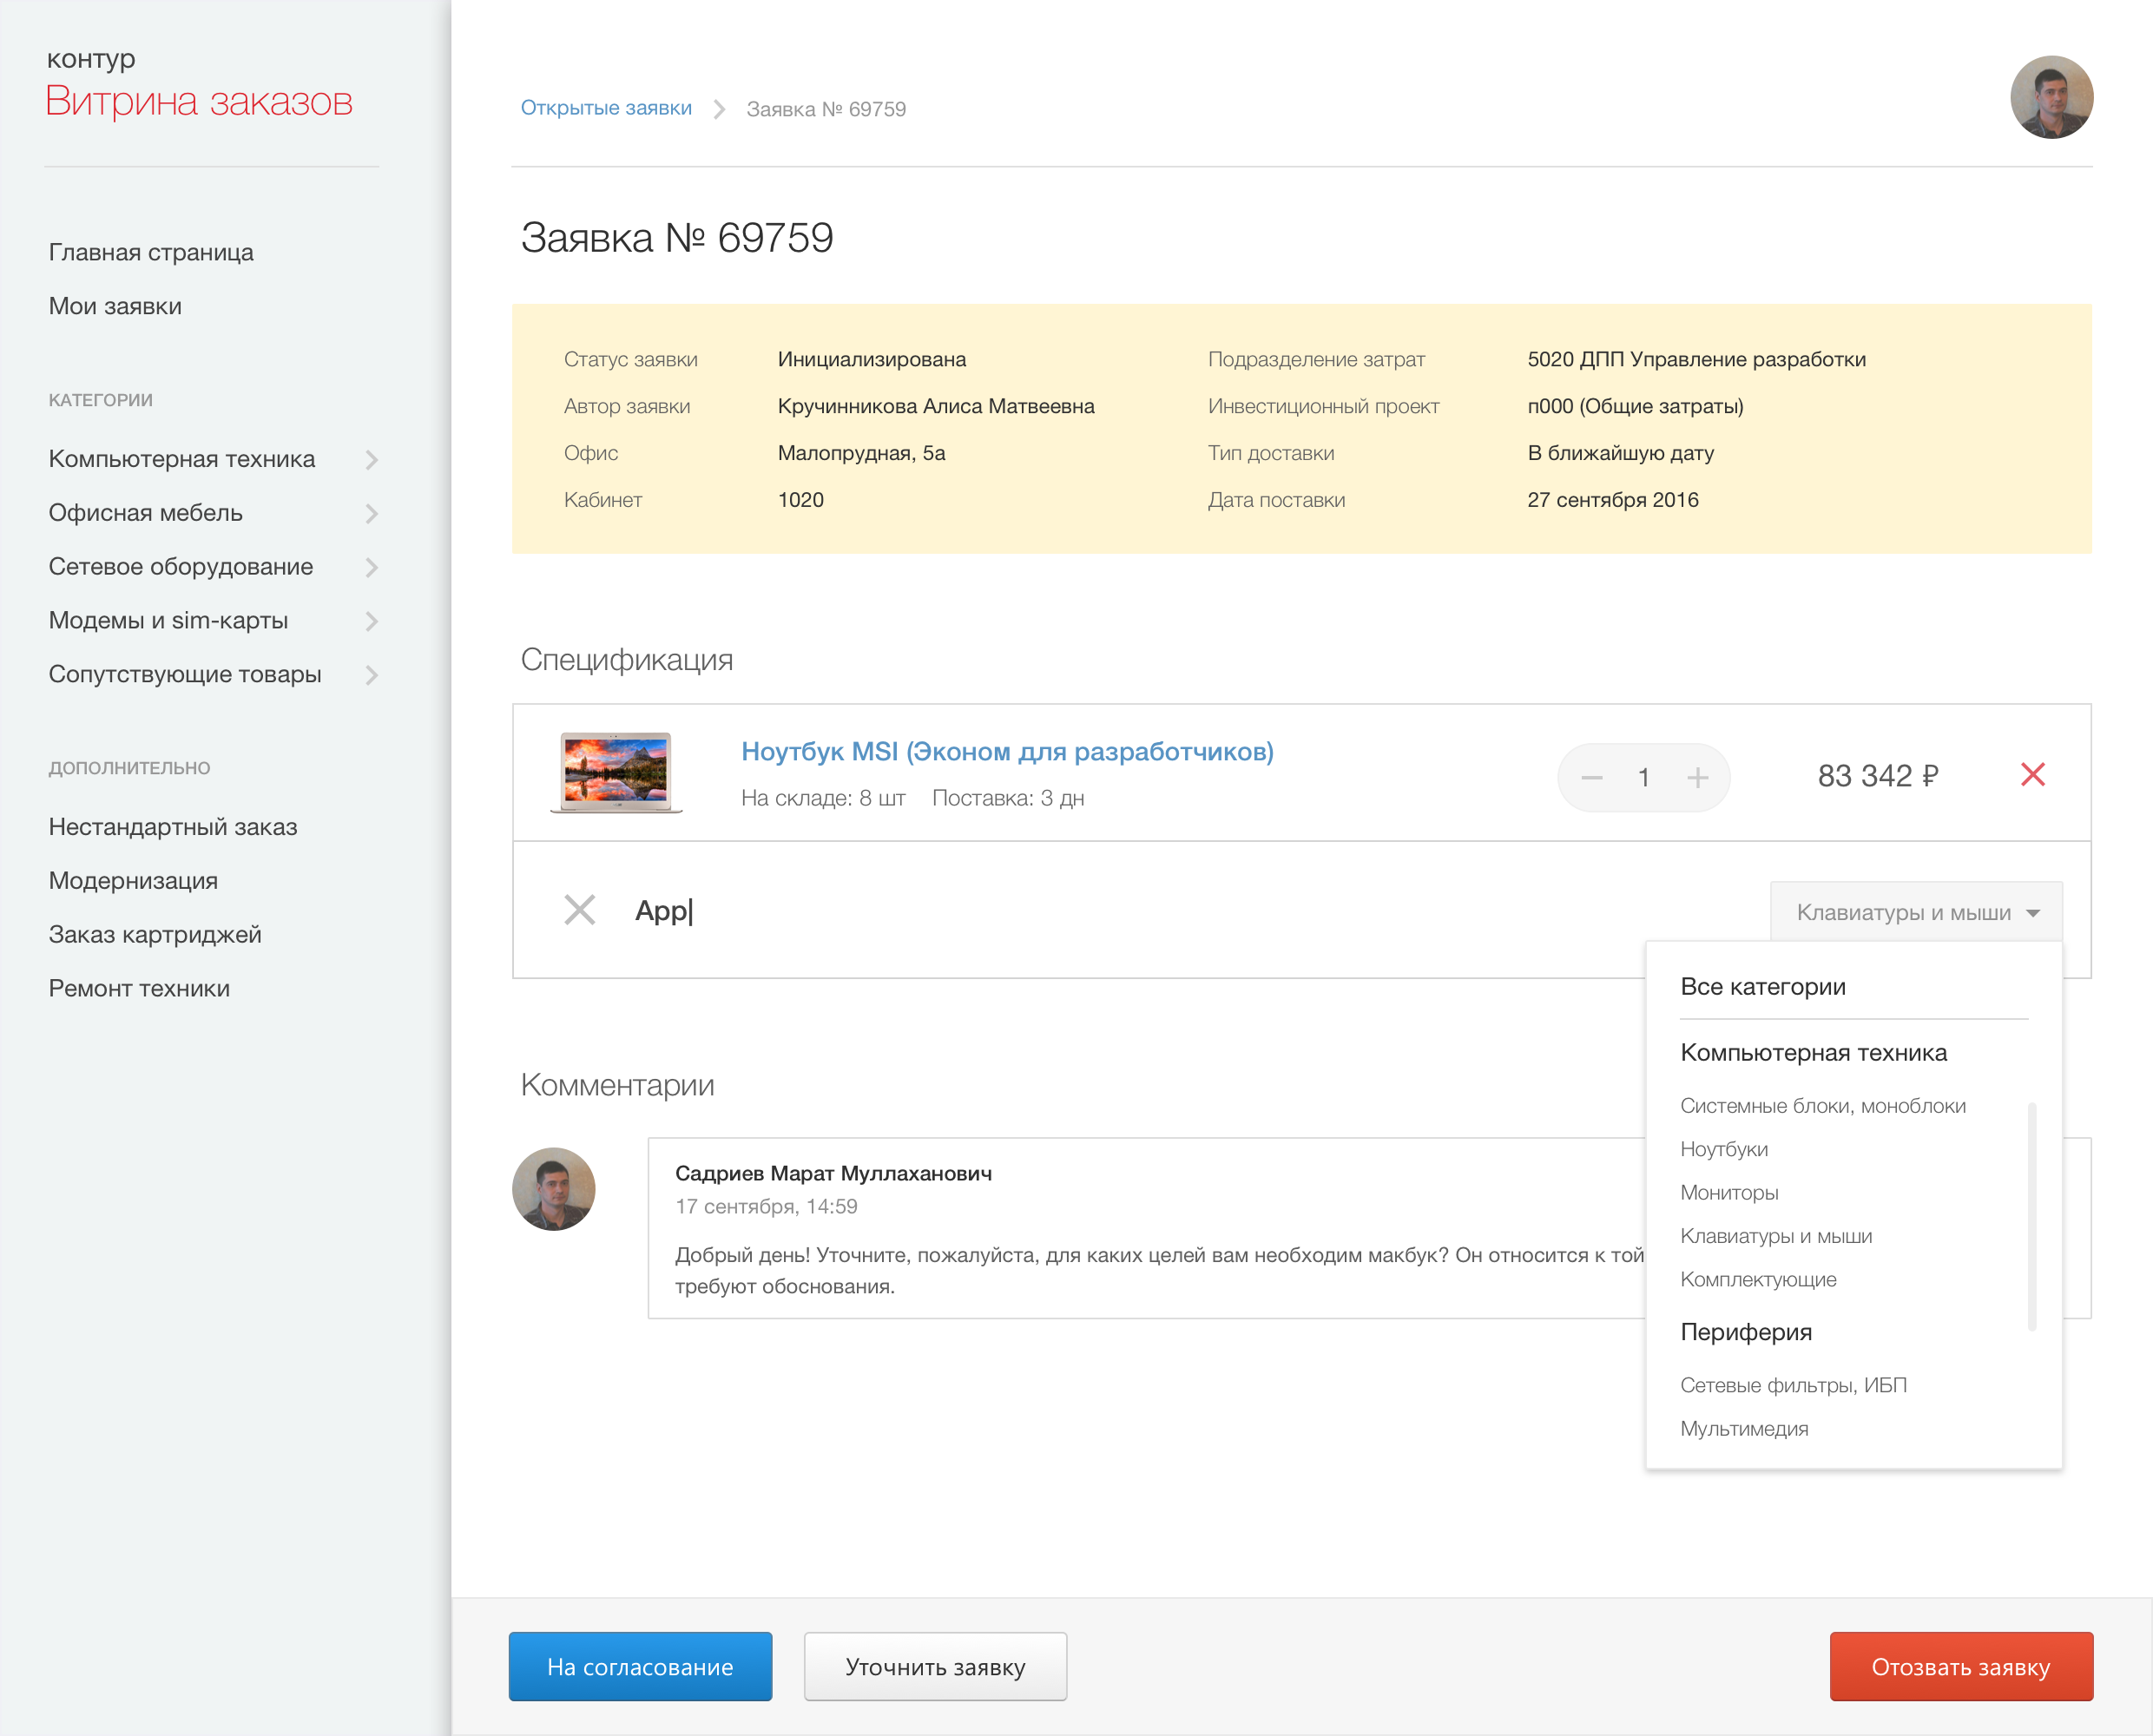 контур
Витрина заказов
Главная страница
Мои заявки
КАТЕГОРИИ
Компьютерная техника
Офисная мебель
Сетевое оборудование
Модемы и sim-карты
Сопутствующие товары
ДОПОЛНИТЕЛЬНО
Нестандартный заказ
Модернизация
Заказ картриджей
Ремонт техники
Открытые заявки
Заявка № 69759
Заявка № 69759
Статус заявки Инициализирована Подразделение затрат 5020 ДПП Управление разработки
Автор заявки Кручинникова Алиса Матвеевна Инвестиционный проект п000 (Общие затраты)
Офис Малопрудная, 5а Тип доставки В ближайшую дату
Кабинет 1020 Дата поставки 27 сентября 2016
Спецификация
Ноутбук MSI (Эконом для разработчиков)
На складе: 8 шт Поставка: 3 дн
1
83 342 ₽
App
Клавиатуры и мыши
Все категории
Компьютерная техника
Системные блоки, моноблоки
Ноутбуки
Мониторы
Клавиатуры и мыши
Комплектующие
Периферия
Сетевые фильтры, ИБП
Мультимедия
Комментарии
Садриев Марат Муллаханович
17 сентября, 14:59
Добрый день! Уточните, пожалуйста, для каких целей вам необходим макбук? Он относится к той
требуют обоснования.
На согласование
Уточнить заявку
Отозвать заявку